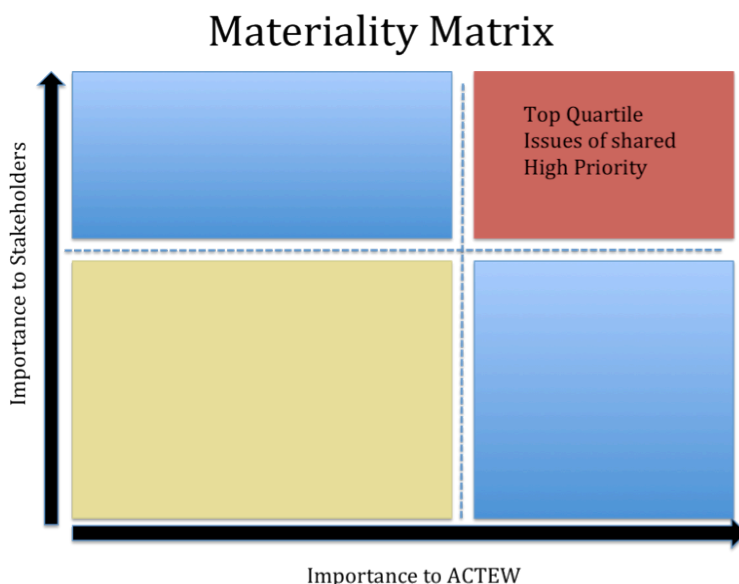 Materiality Matrix
Top Quartile
Issues of shared
High Priority
Importance to Stakeholders
Importance to ACTEW